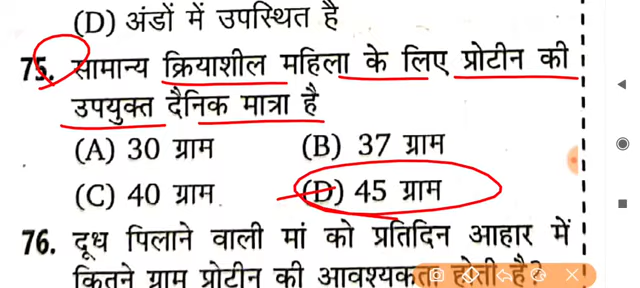 (D) अंडों में उपस्थित है
75. सामान्य क्रियाशील महिला के लिए प्रोटीन की
उपयुक्त दैनिक मात्रा है
(A) 30 ग्राम (B) 37 ग्राम
(C) 40 ग्राम (D) 45 ग्राम
76. दूध पिलाने वाली मां को प्रतिदिन आहार में
कितने ग्राम प्रोटीन की आवश्यकता होती है?